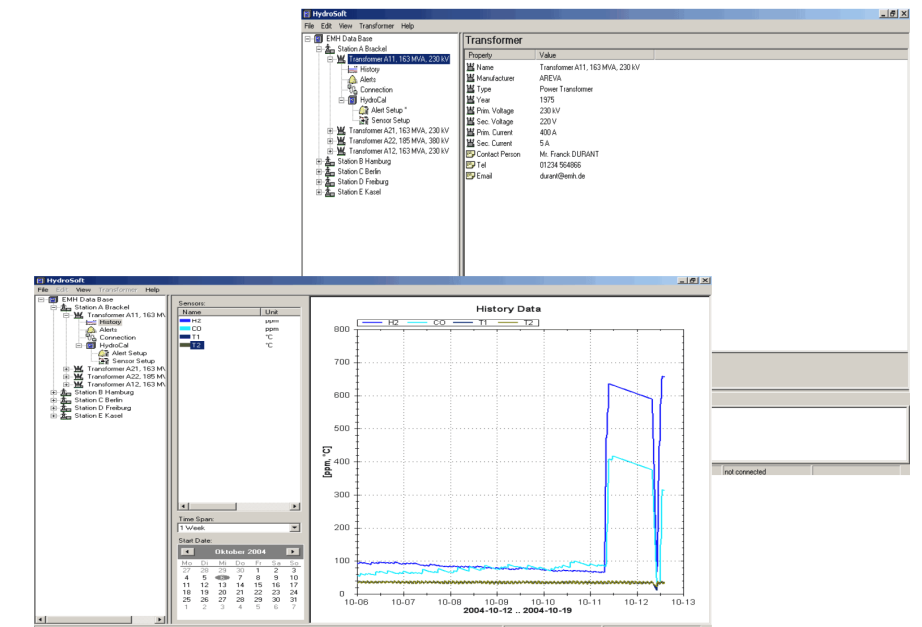 HydroSoft
File Edit View Transformer Help
EMH Data Base
Station A Brackel
Transformer A11, 163 MVA, 230 kV
History
Alerts
Connection
HydroCal
Alert Setup *
Sensor Setup
Transformer A21, 163 MVA, 230 kV
Transformer A22, 185 MVA, 380 kV
Transformer A12, 163 MVA, 230 kV
Station B Hamburg
Station C Berlin
Station D Freiburg
Station E Kasel
Transformer
Property Value
Name Transformer A11, 163 MVA, 230 kV
Manufacturer AREVA
Type Power Transformer
Year 1975
Prim. Voltage 230 kV
Sec. Voltage 220 V
Prim. Current 400 A
Sec. Current 5 A
Contact Person Mr. Franck DURANT
Tel 01234 564866
Email durant@emh.de
not connected
HydroSoft
File Edit View Transformer Help
EMH Data Base
Station A Brackel
Transformer A11, 163 M
History
Alerts
Connection
HydroCal
Alert Setup
Sensor Setup
Transformer A21, 163 M
Transformer A22, 185 M
Transformer A12, 163 M
Station B Hamburg
Station C Berlin
Station D Freiburg
Station E Kasel
Sensors:
Name Unit
H2 ppm
CO ppm
T1 °C
T2 °C
Time Span:
1 Week
Start Date:
Oktober 2004
Mo Di Mi Do Fr Sa So
27 28 29 30 1 2 3
4 5 6 7 8 9 10
11 12 13 14 15 16 17
18 19 20 21 22 23 24
25 26 27 28 29 30 31
1 2 3 4 5 6 7
History Data
H2 CO T1 T2
800
700
600
500
400
300
200
100
0
[ppm, °C]
10-06 10-07 10-08 10-09 10-10 10-11 10-12 10-13
2004-10-12 .. 2004-10-19